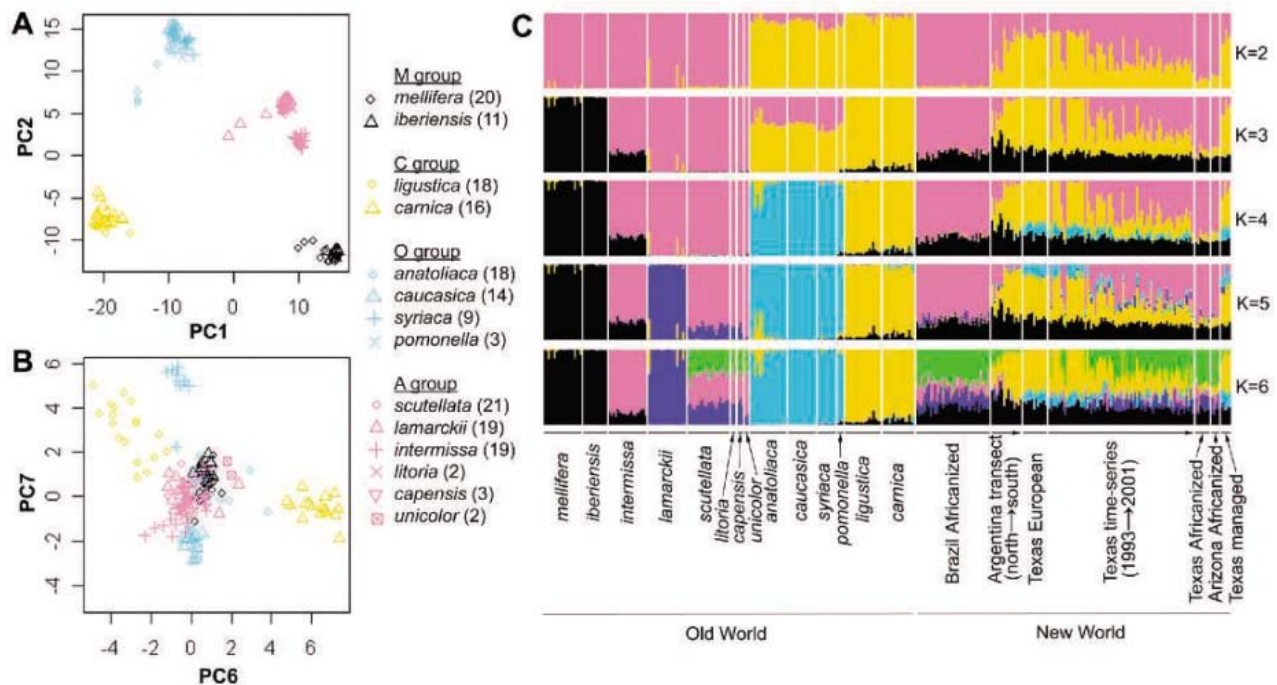 A
PC2
15
10
5
0
-5
-10
-20
-10
0
10
PC1
B
PC7
6
4
2
0
-2
-4
-4
-2
0
2
4
6
PC6
M group
mellifera (20)
iberiensis (11)
C group
ligustica (18)
carnica (16)
O group
anatoliaca (18)
caucasica (14)
syriaca (9)
pomonella (3)
A group
scutellata (21)
lamarckii (19)
intermissa (19)
litoria (2)
capensis (3)
unicolor (2)
C
K=2
K=3
K=4
K=5
K=6
mellifera
iberiensis
intermissa
lamarckii
scutellata
litoria
capensis
unicolor
anatoliaca
caucasica
syriaca
pomonella
ligustica
carnica
Brazil Africanized
Argentina transect
(north→south)
Texas European
Texas time-series
(1993→2001)
Texas Africanized
Arizona Africanized
Texas managed
Old World
New World